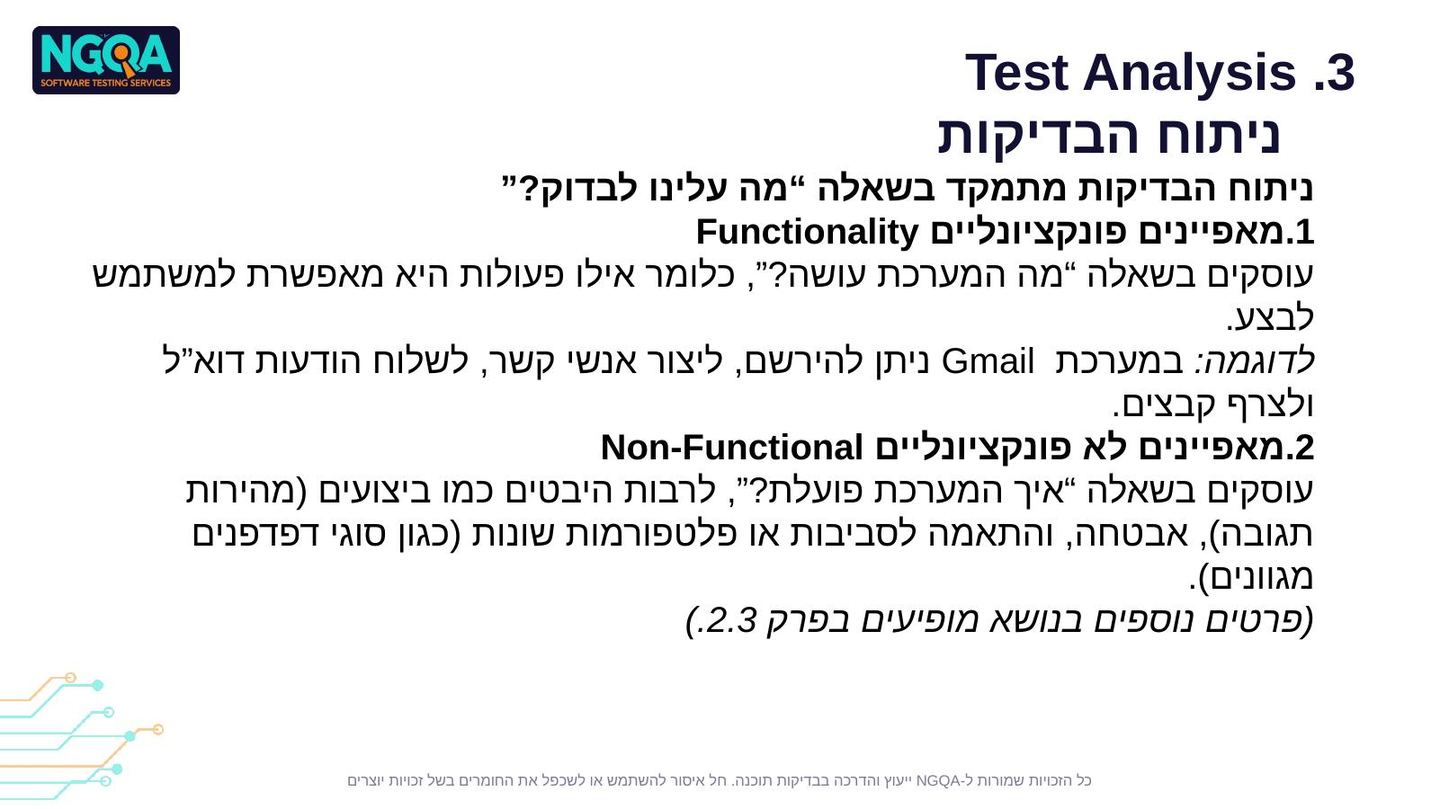 NGQA
SOFTWARE TESTING SERVICES
3. Test Analysis
ניתוח הבדיקות
ניתוח הבדיקות מתמקד בשאלה “מה עלינו לבדוק?”
1.מאפיינים פונקציונליים Functionality
עוסקים בשאלה “מה המערכת עושה?”, כלומר אילו פעולות היא מאפשרת למשתמש
לבצע.
לדוגמה: במערכת Gmail ניתן להירשם, ליצור אנשי קשר, לשלוח הודעות דוא”ל
ולצרף קבצים.
2.מאפיינים לא פונקציונליים Non-Functional
עוסקים בשאלה “איך המערכת פועלת?”, לרבות היבטים כמו ביצועים (מהירות
תגובה), אבטחה, והתאמה לסביבות או פלטפורמות שונות (כגון סוגי דפדפנים
מגוונים).
(פרטים נוספים בנושא מופיעים בפרק 2.3.)
כל הזכויות שמורות ל-NGQA ייעוץ והדרכה בבדיקות תוכנה. חל איסור להשתמש או לשכפל את החומרים בשל זכויות יוצרים